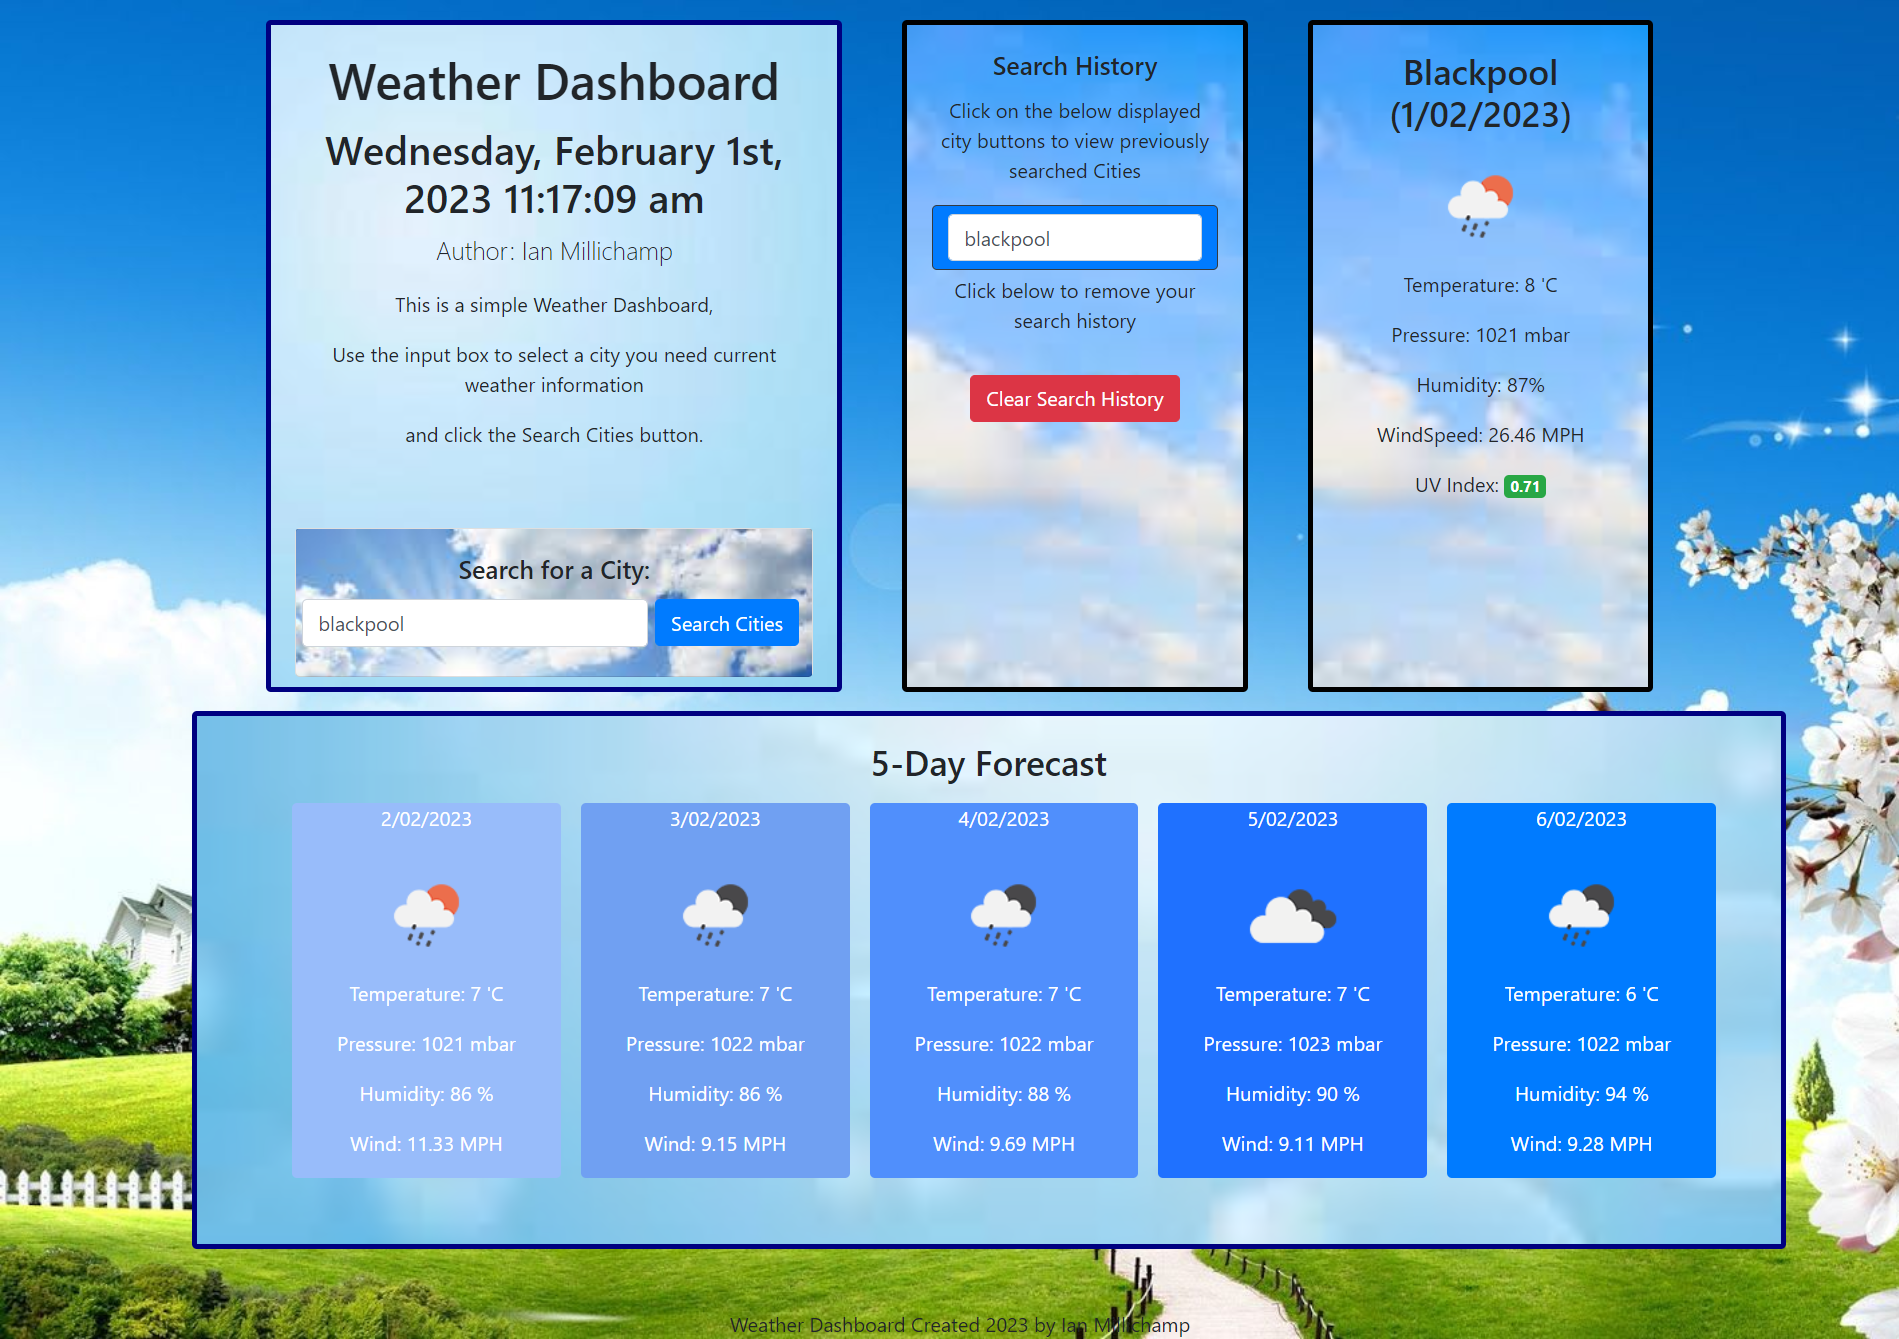 Weather Dashboard
Wednesday, February 1st,
2023 11:17:09 am
Author: Ian Millichamp
This is a simple Weather Dashboard,
Use the input box to select a city you need current
weather information
and click the Search Cities button.
Search for a City:
blackpool
Search Cities
Search History
Click on the below displayed
city buttons to view previously
searched Cities
blackpool
Click below to remove your
search history
Clear Search History
Blackpool
(1/02/2023)
Temperature: 8 'C
Pressure: 1021 mbar
Humidity: 87%
WindSpeed: 26.46 MPH
UV Index: 0.71
5-Day Forecast
2/02/2023
Temperature: 7 'C
Pressure: 1021 mbar
Humidity: 86 %
Wind: 11.33 MPH
3/02/2023
Temperature: 7 'C
Pressure: 1022 mbar
Humidity: 86 %
Wind: 9.15 MPH
4/02/2023
Temperature: 7 'C
Pressure: 1022 mbar
Humidity: 88 %
Wind: 9.69 MPH
5/02/2023
Temperature: 7 'C
Pressure: 1023 mbar
Humidity: 90 %
Wind: 9.11 MPH
6/02/2023
Temperature: 6 'C
Pressure: 1022 mbar
Humidity: 94 %
Wind: 9.28 MPH
Weather Dashboard Created 2023 by Ian Millichamp